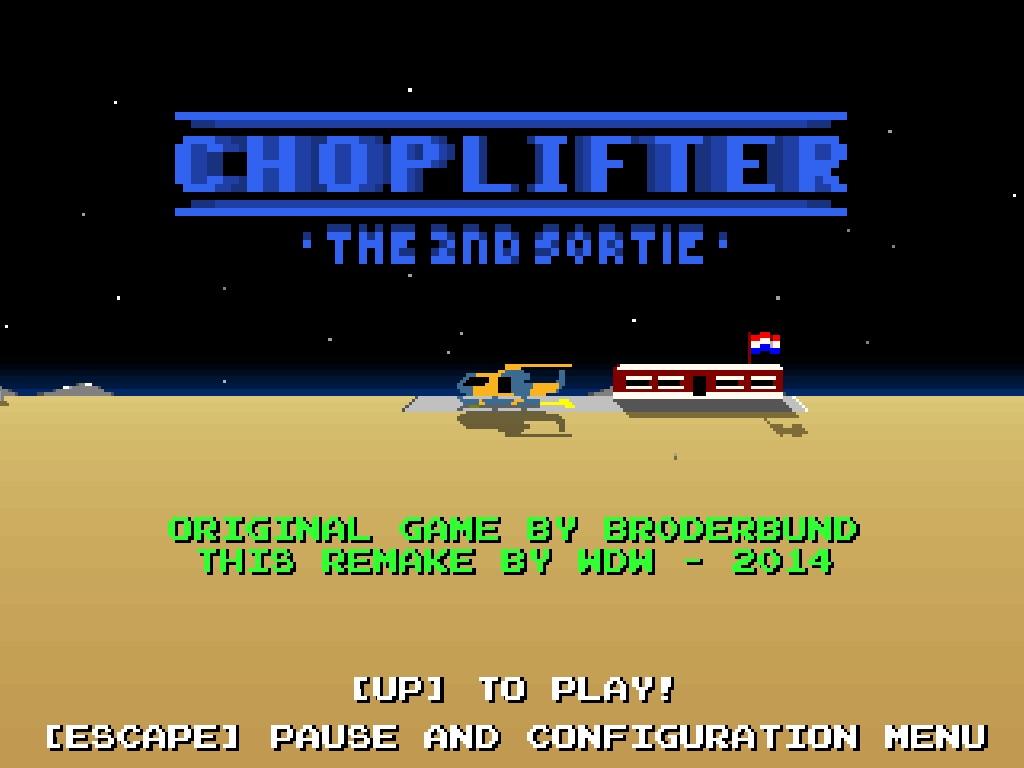 CHOPLIFTER
· THE 2ND SORTIE ·
ORIGINAL GAME BY BRODERBUND
THIS REMAKE BY WDW - 2014
[UP] TO PLAY!
[ESCAPE] PAUSE AND CONFIGURATION MENU